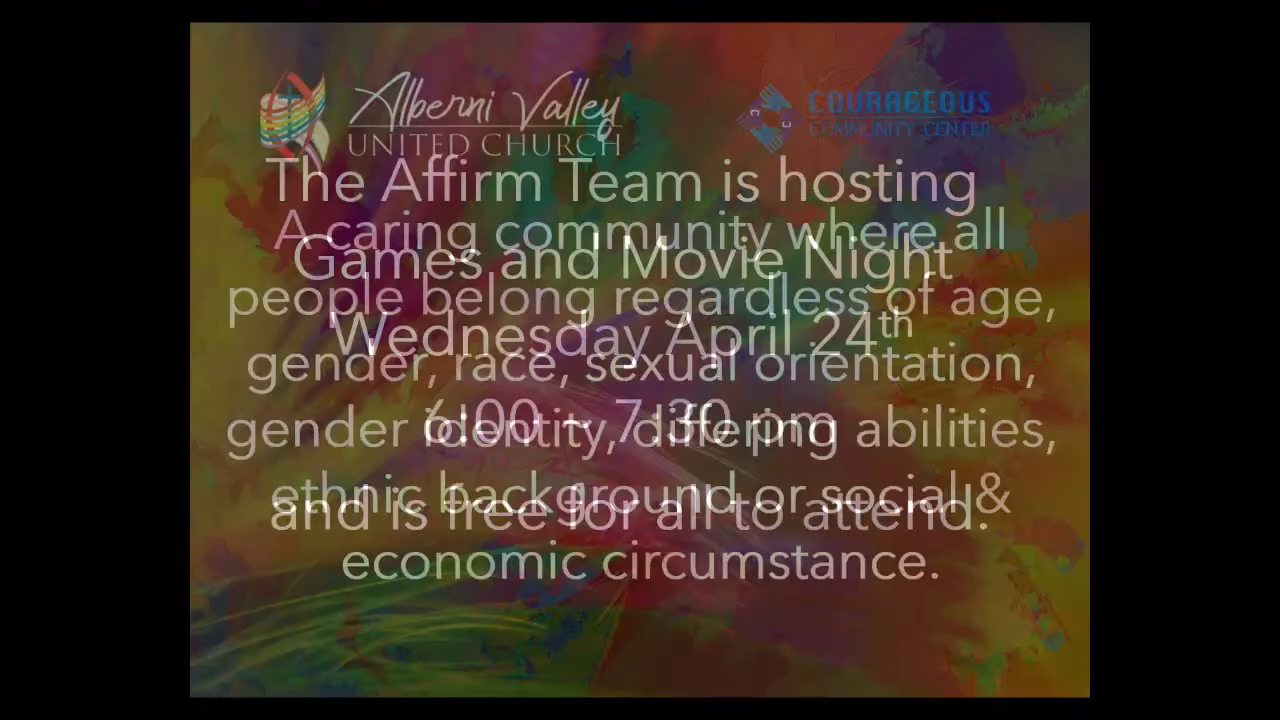 Alberni Valley
UNITED CHURCH
COURAGEOUS
COMMUNITY CENTER
The Affirm Team is hosting
A caring community where all
Games and Movie Night
people belong regardless of age,
Wednesday April 24th
gender, race, sexual orientation,
6:00 ~ 7:30 pm
gender identity, differing abilities,
ethnic background or social &
and is free for all to attend.
economic circumstance.